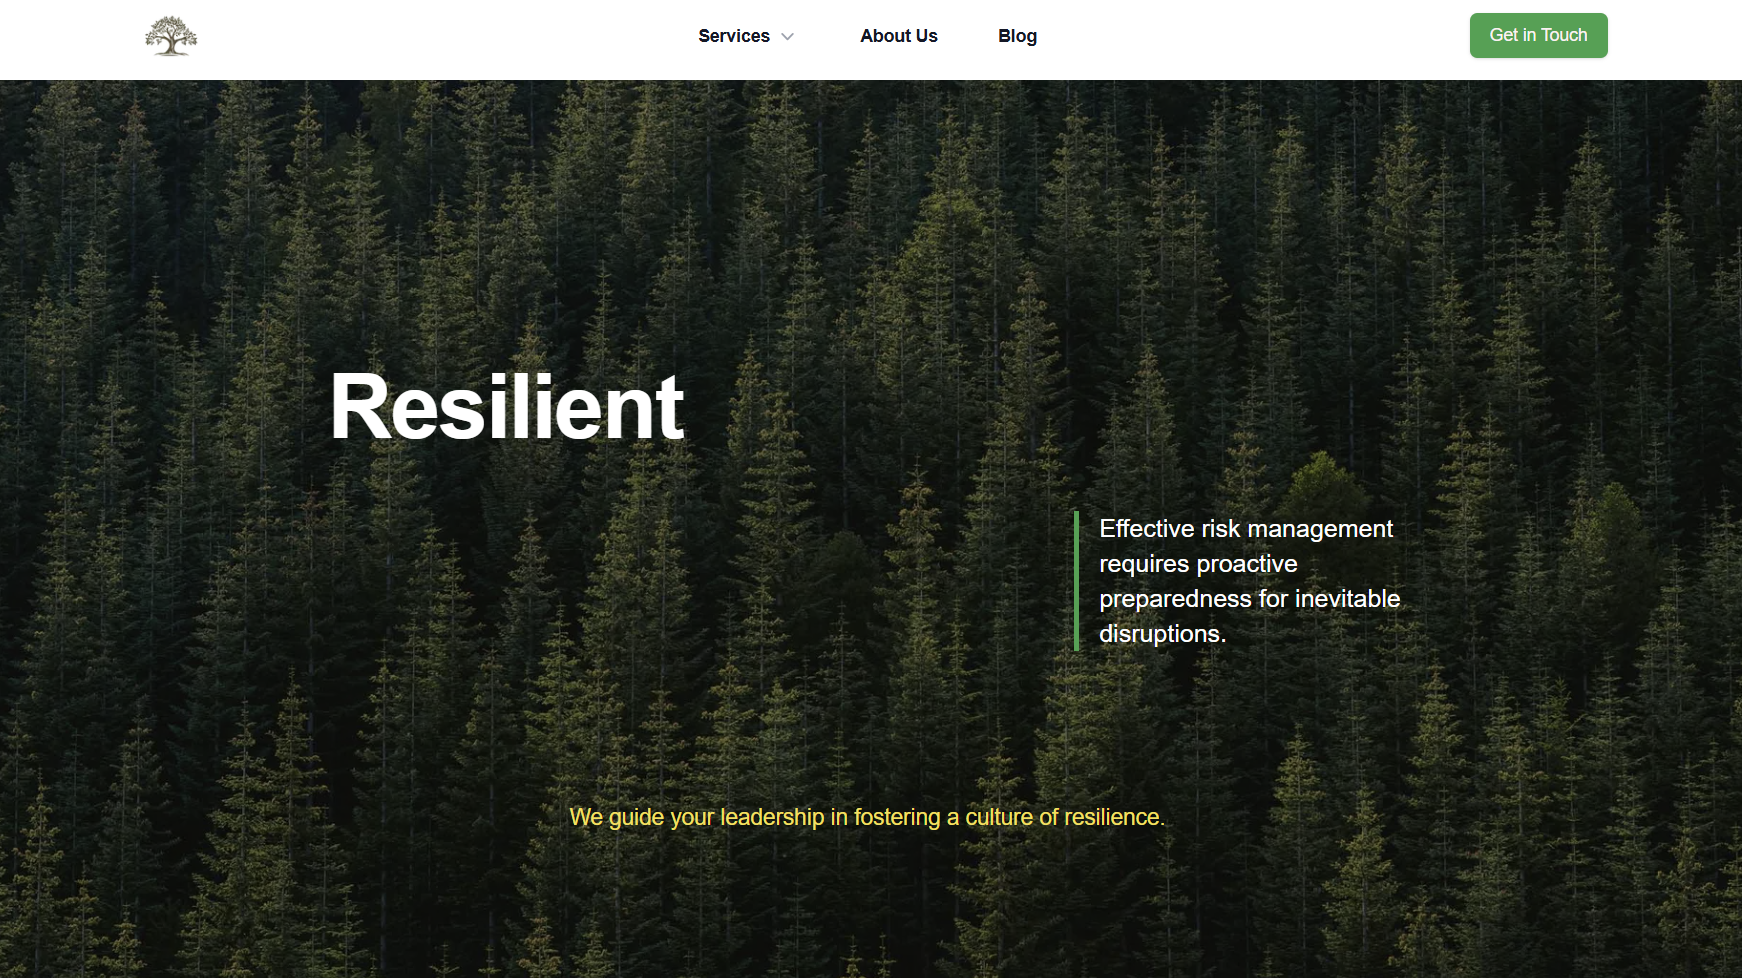 Services
About Us
Blog
Get in Touch
Resilient
Effective risk management
requires proactive
preparedness for inevitable
disruptions.
We guide your leadership in fostering a culture of resilience.